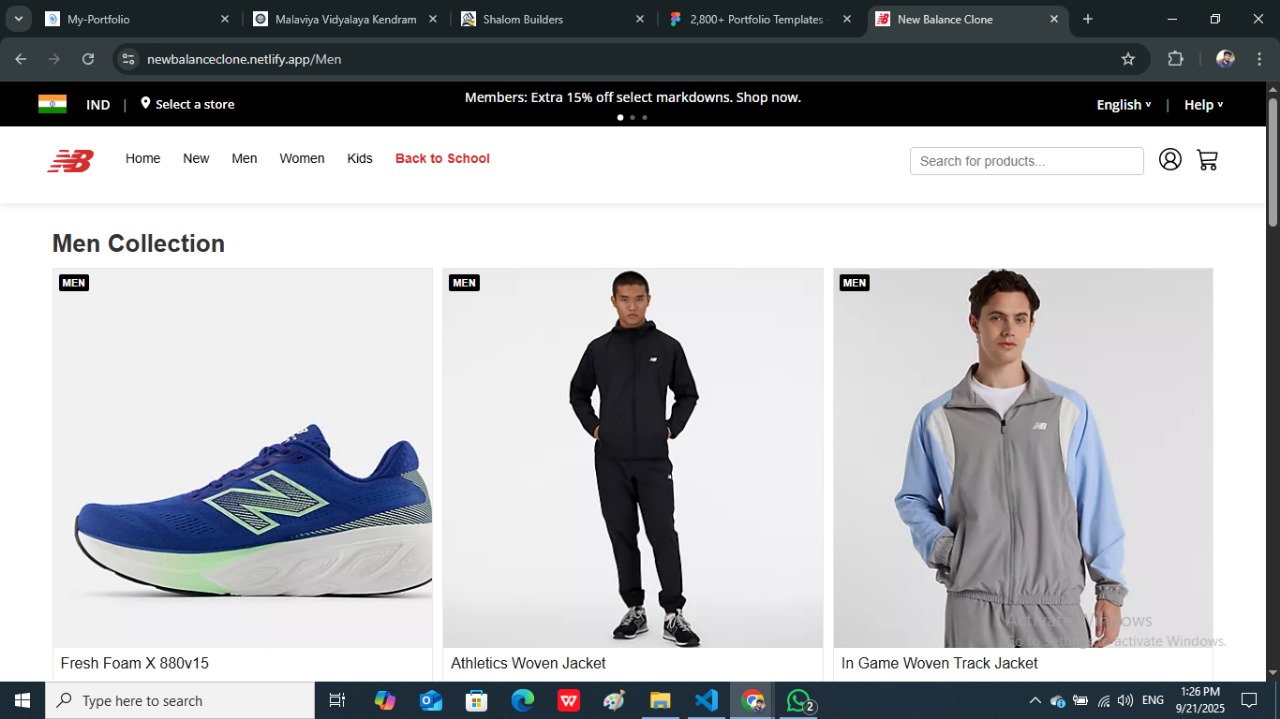 My-Portfolio
Malaviya Vidyalaya Kendram
Shalom Builders
2,800+ Portfolio Templates
New Balance Clone
newbalanceclone.netlify.app/Men
IND | Select a store
Members: Extra 15% off select markdowns. Shop now.
English | Help
NB
Home New Men Women Kids Back to School
Search for products...
Men Collection
MEN
MEN
MEN
N
Fresh Foam X 880v15
Athletics Woven Jacket
In Game Woven Track Jacket
Activate Windows
Go to Settings to activate Windows.
Type here to search
W
2
ENG
1:26 PM
9/21/2025